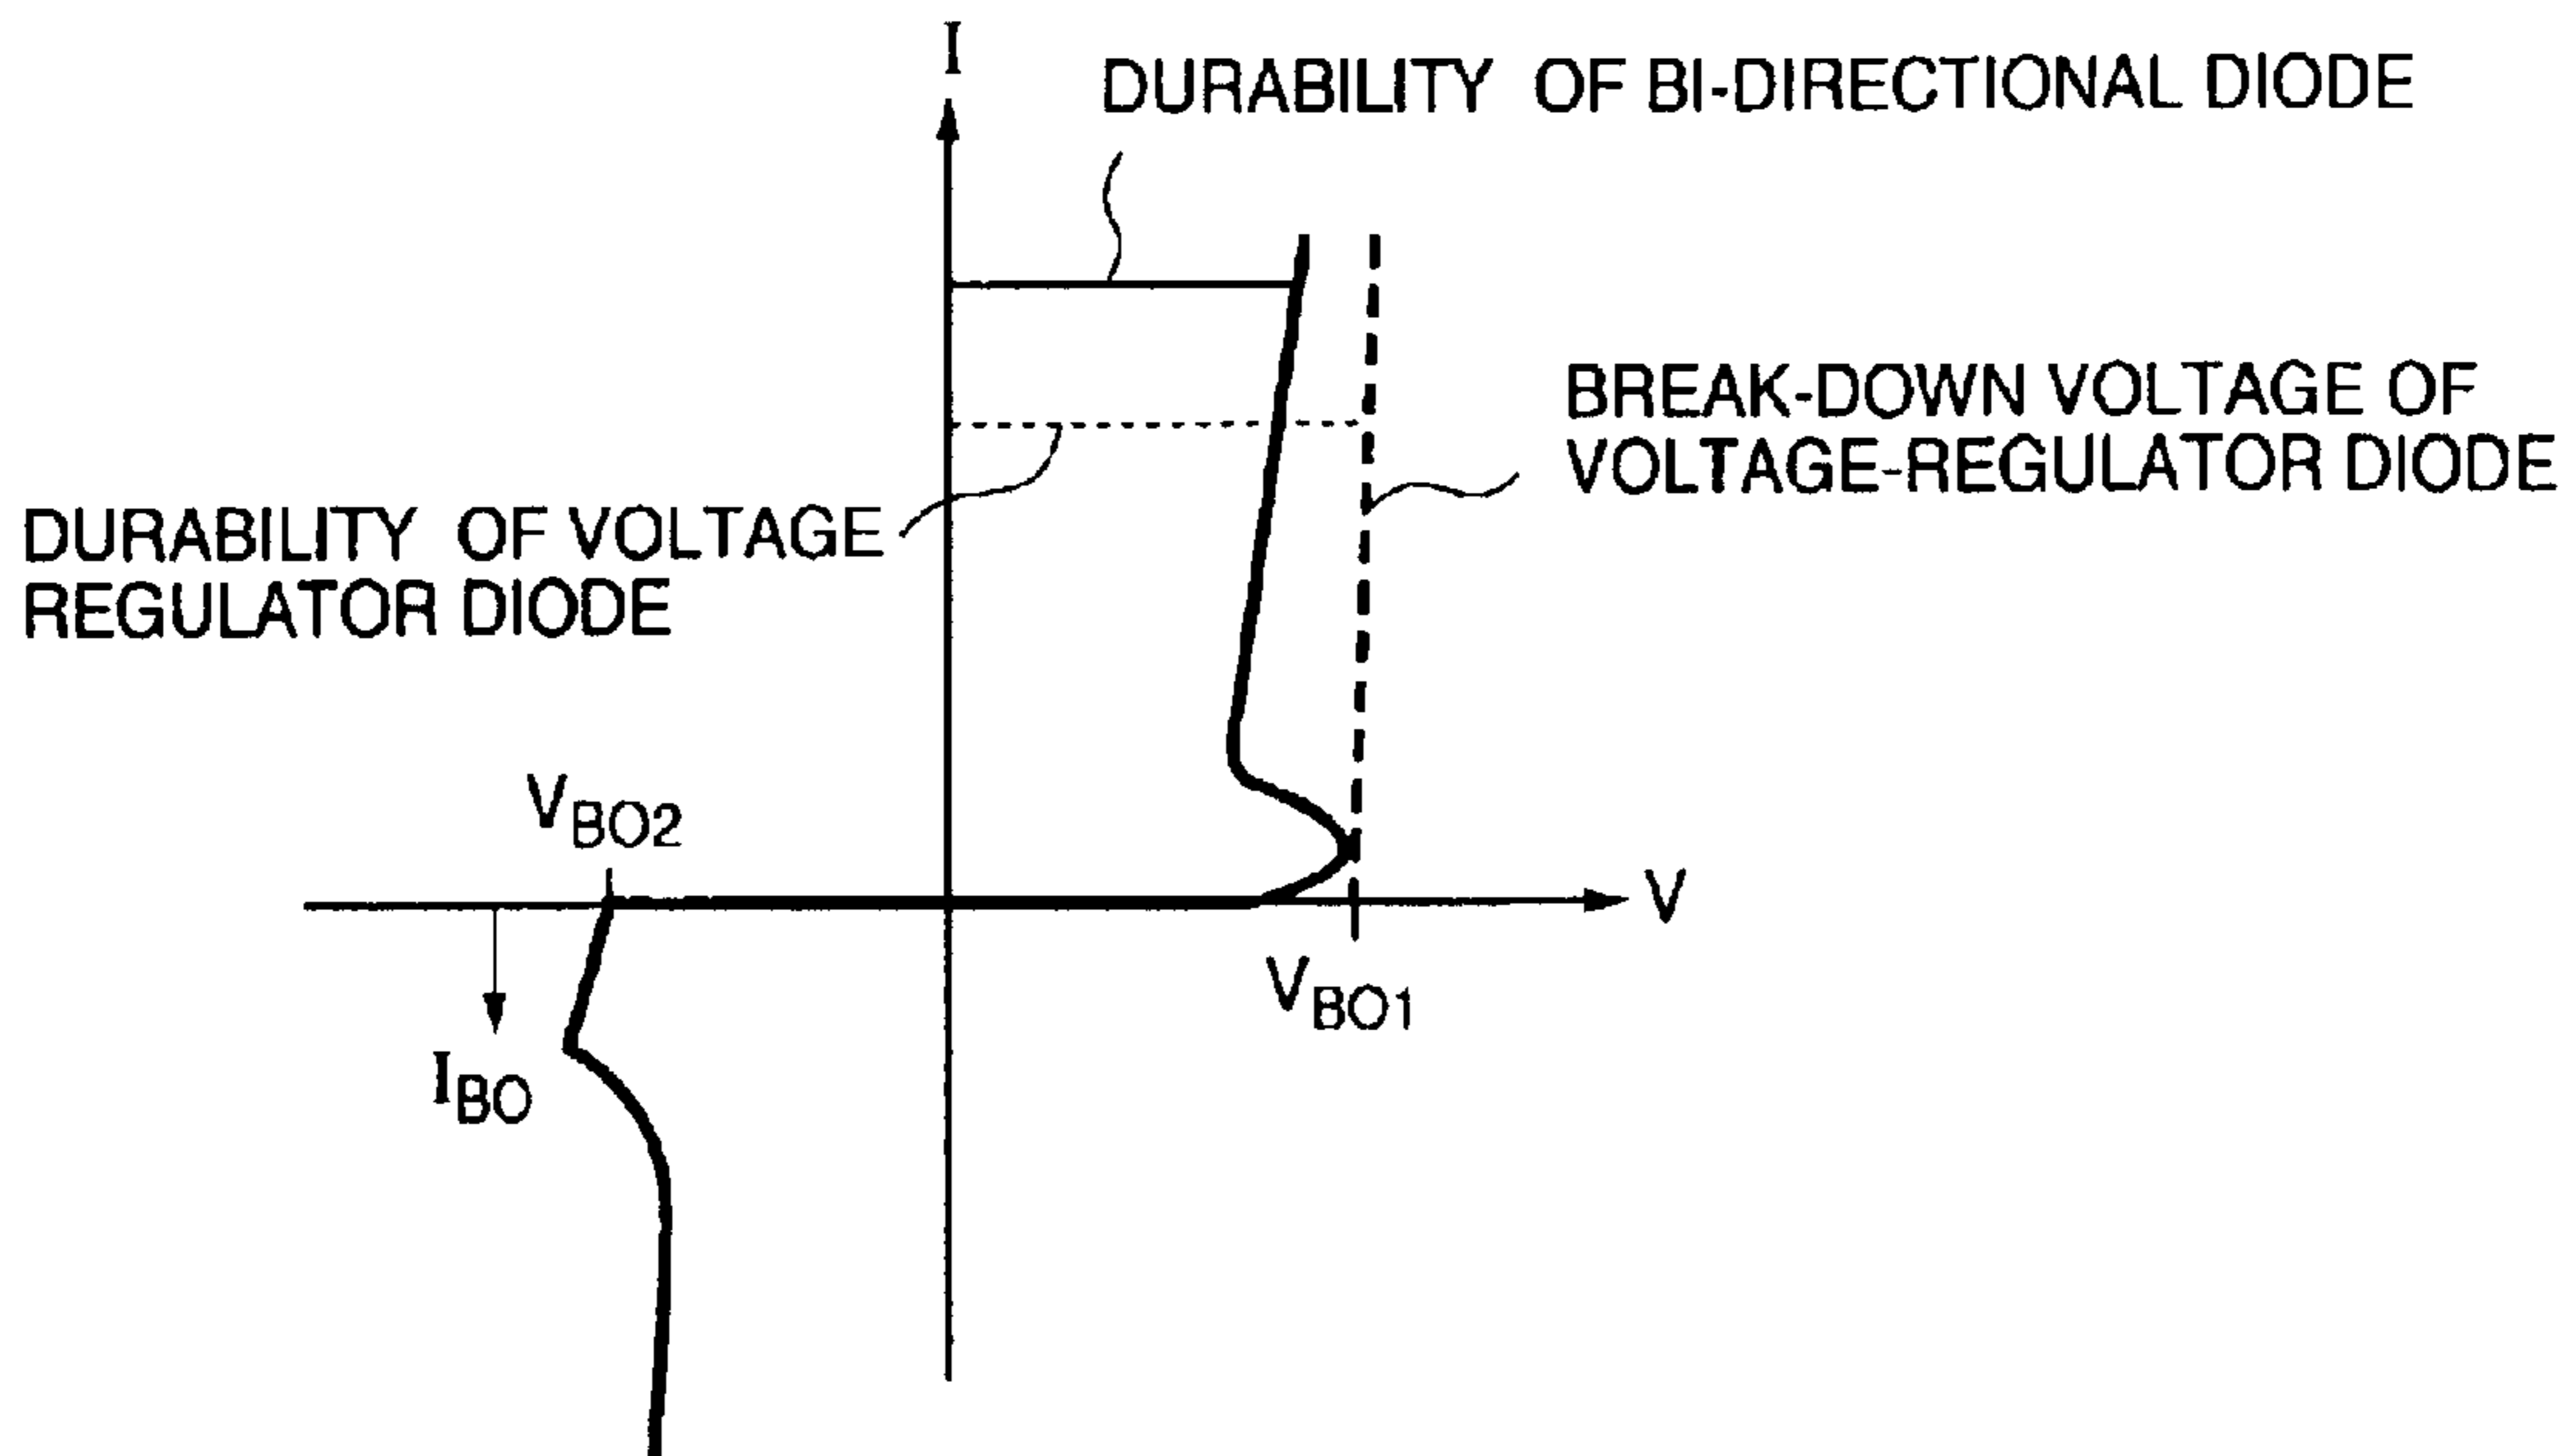 I
DURABILITY OF BI-DIRECTIONAL DIODE
BREAK-DOWN VOLTAGE OF
VOLTAGE-REGULATOR DIODE
DURABILITY OF VOLTAGE
REGULATOR DIODE
VBO2
V
VBO1
IBO